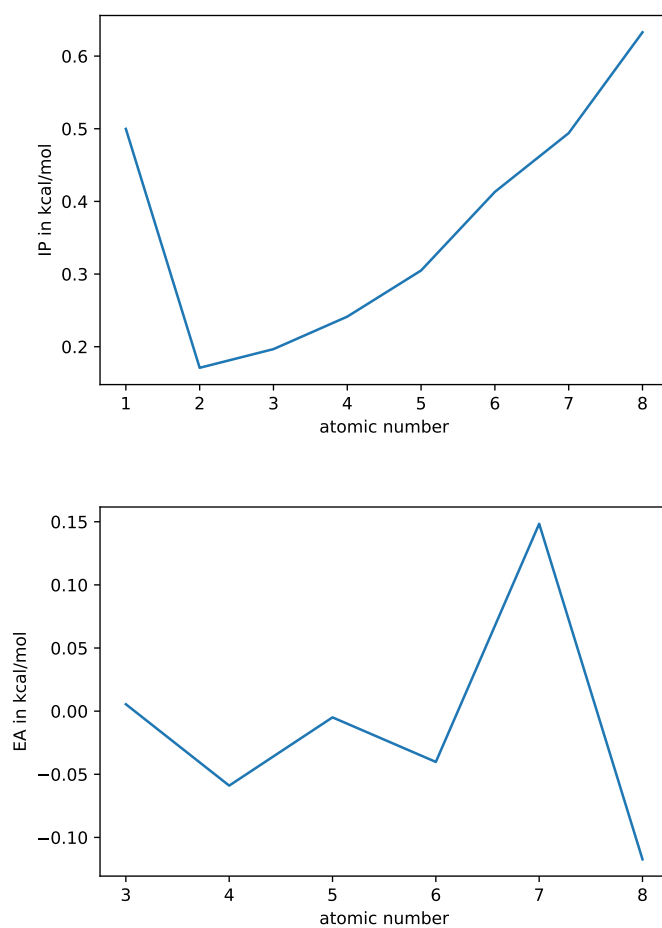 0.6
0.5
0.4
0.3
0.2
IP in kcal/mol
1 2 3 4 5 6 7 8
atomic number
0.15
0.10
0.05
0.00
−0.05
−0.10
EA in kcal/mol
3 4 5 6 7 8
atomic number